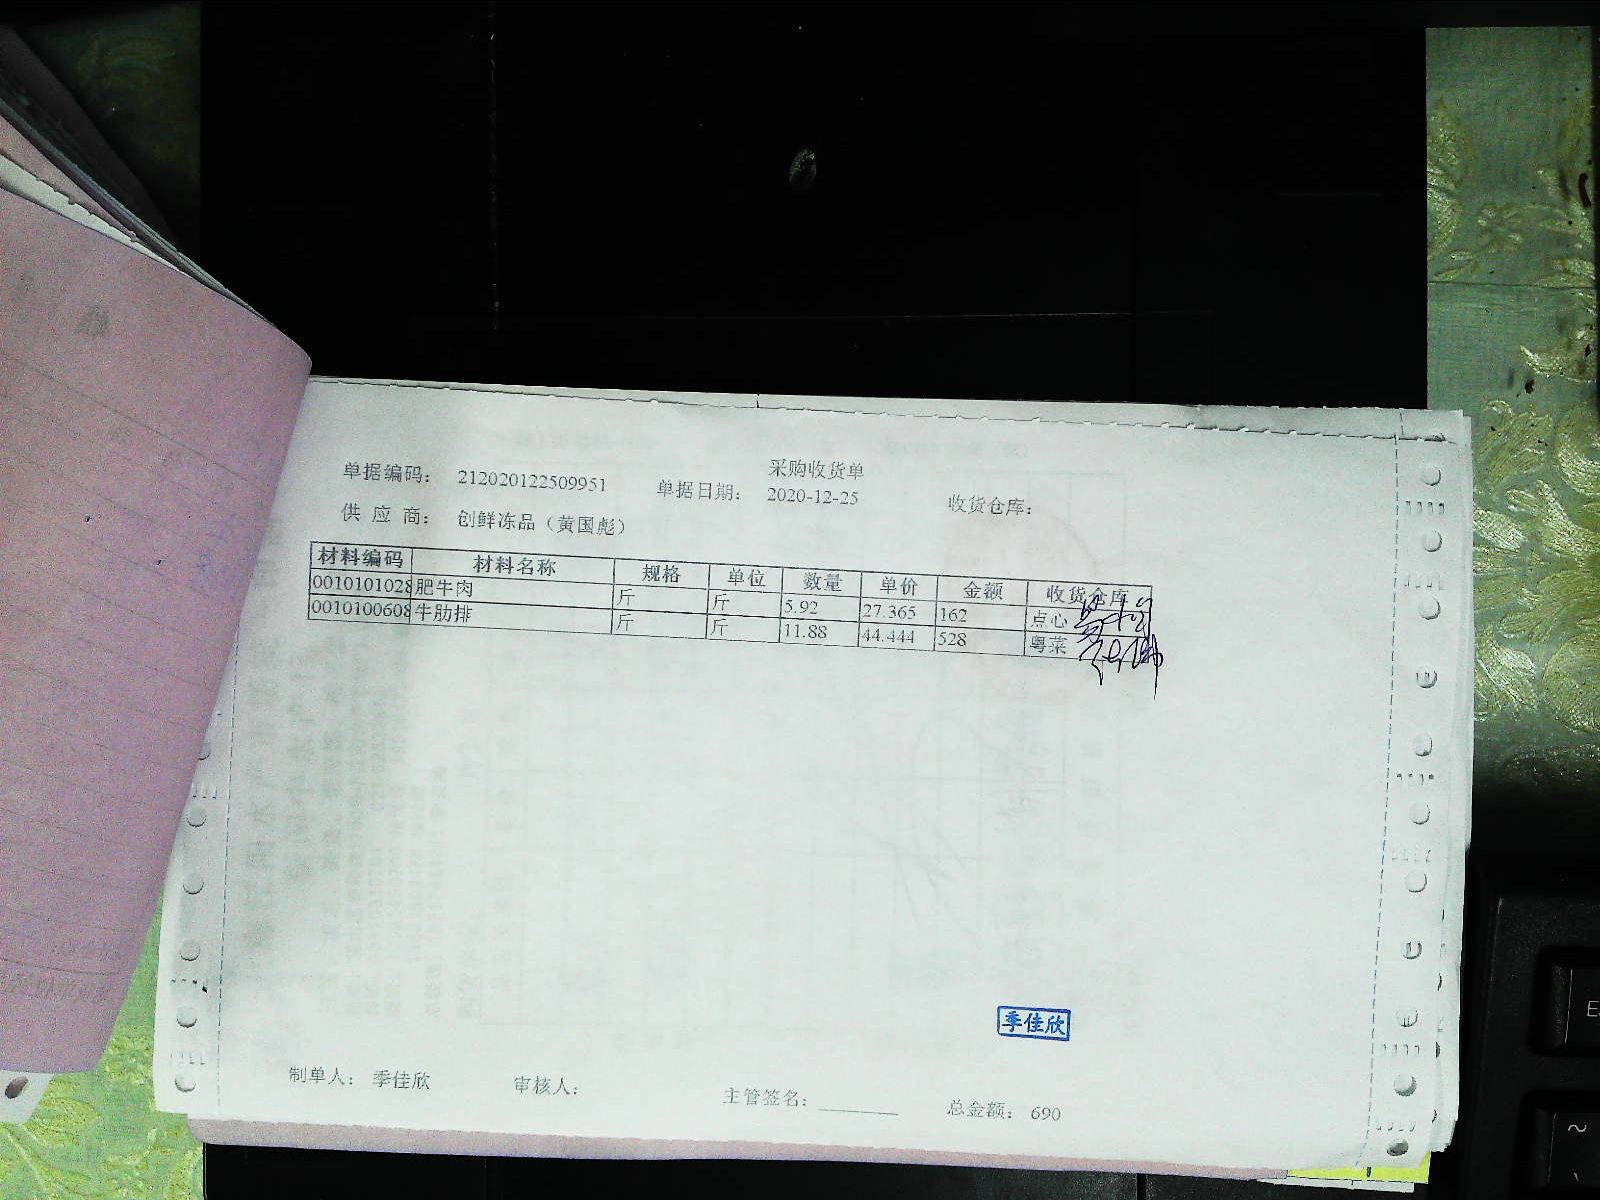 采购收货单
单据编码： 212020122509951 单据日期： 2020-12-25 收货仓库：
供 应 商： 创鲜冻品（黄国彪）
材料编码 材料名称 规格 单位 数量 单价 金额 收货仓库
0010101028 肥牛肉 斤 斤 5.92 27.365 162 点心
0010100608 牛肋排 斤 斤 11.88 44.444 528 粤菜
季佳欣
制单人： 季佳欣 审核人： 主管签名： 总金额： 690